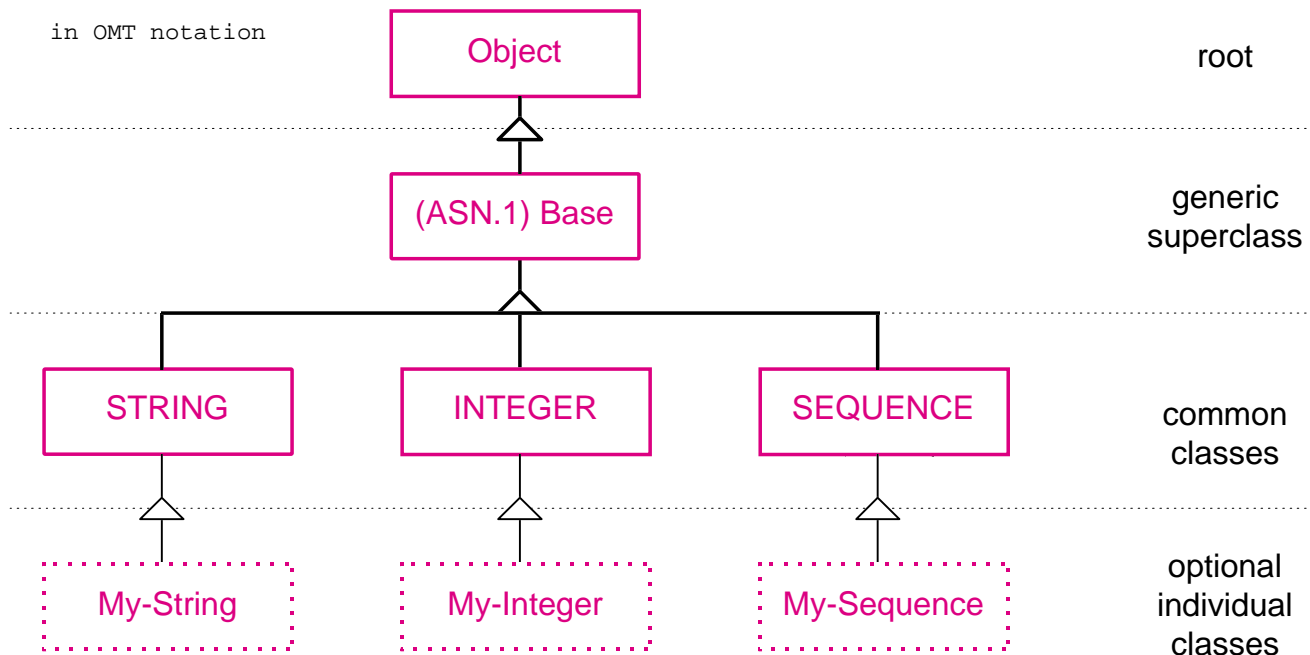 in OMT notation
Object
root
(ASN.1) Base
generic
superclass
STRING
INTEGER
SEQUENCE
common
classes
My-String
My-Integer
My-Sequence
optional
individual
classes